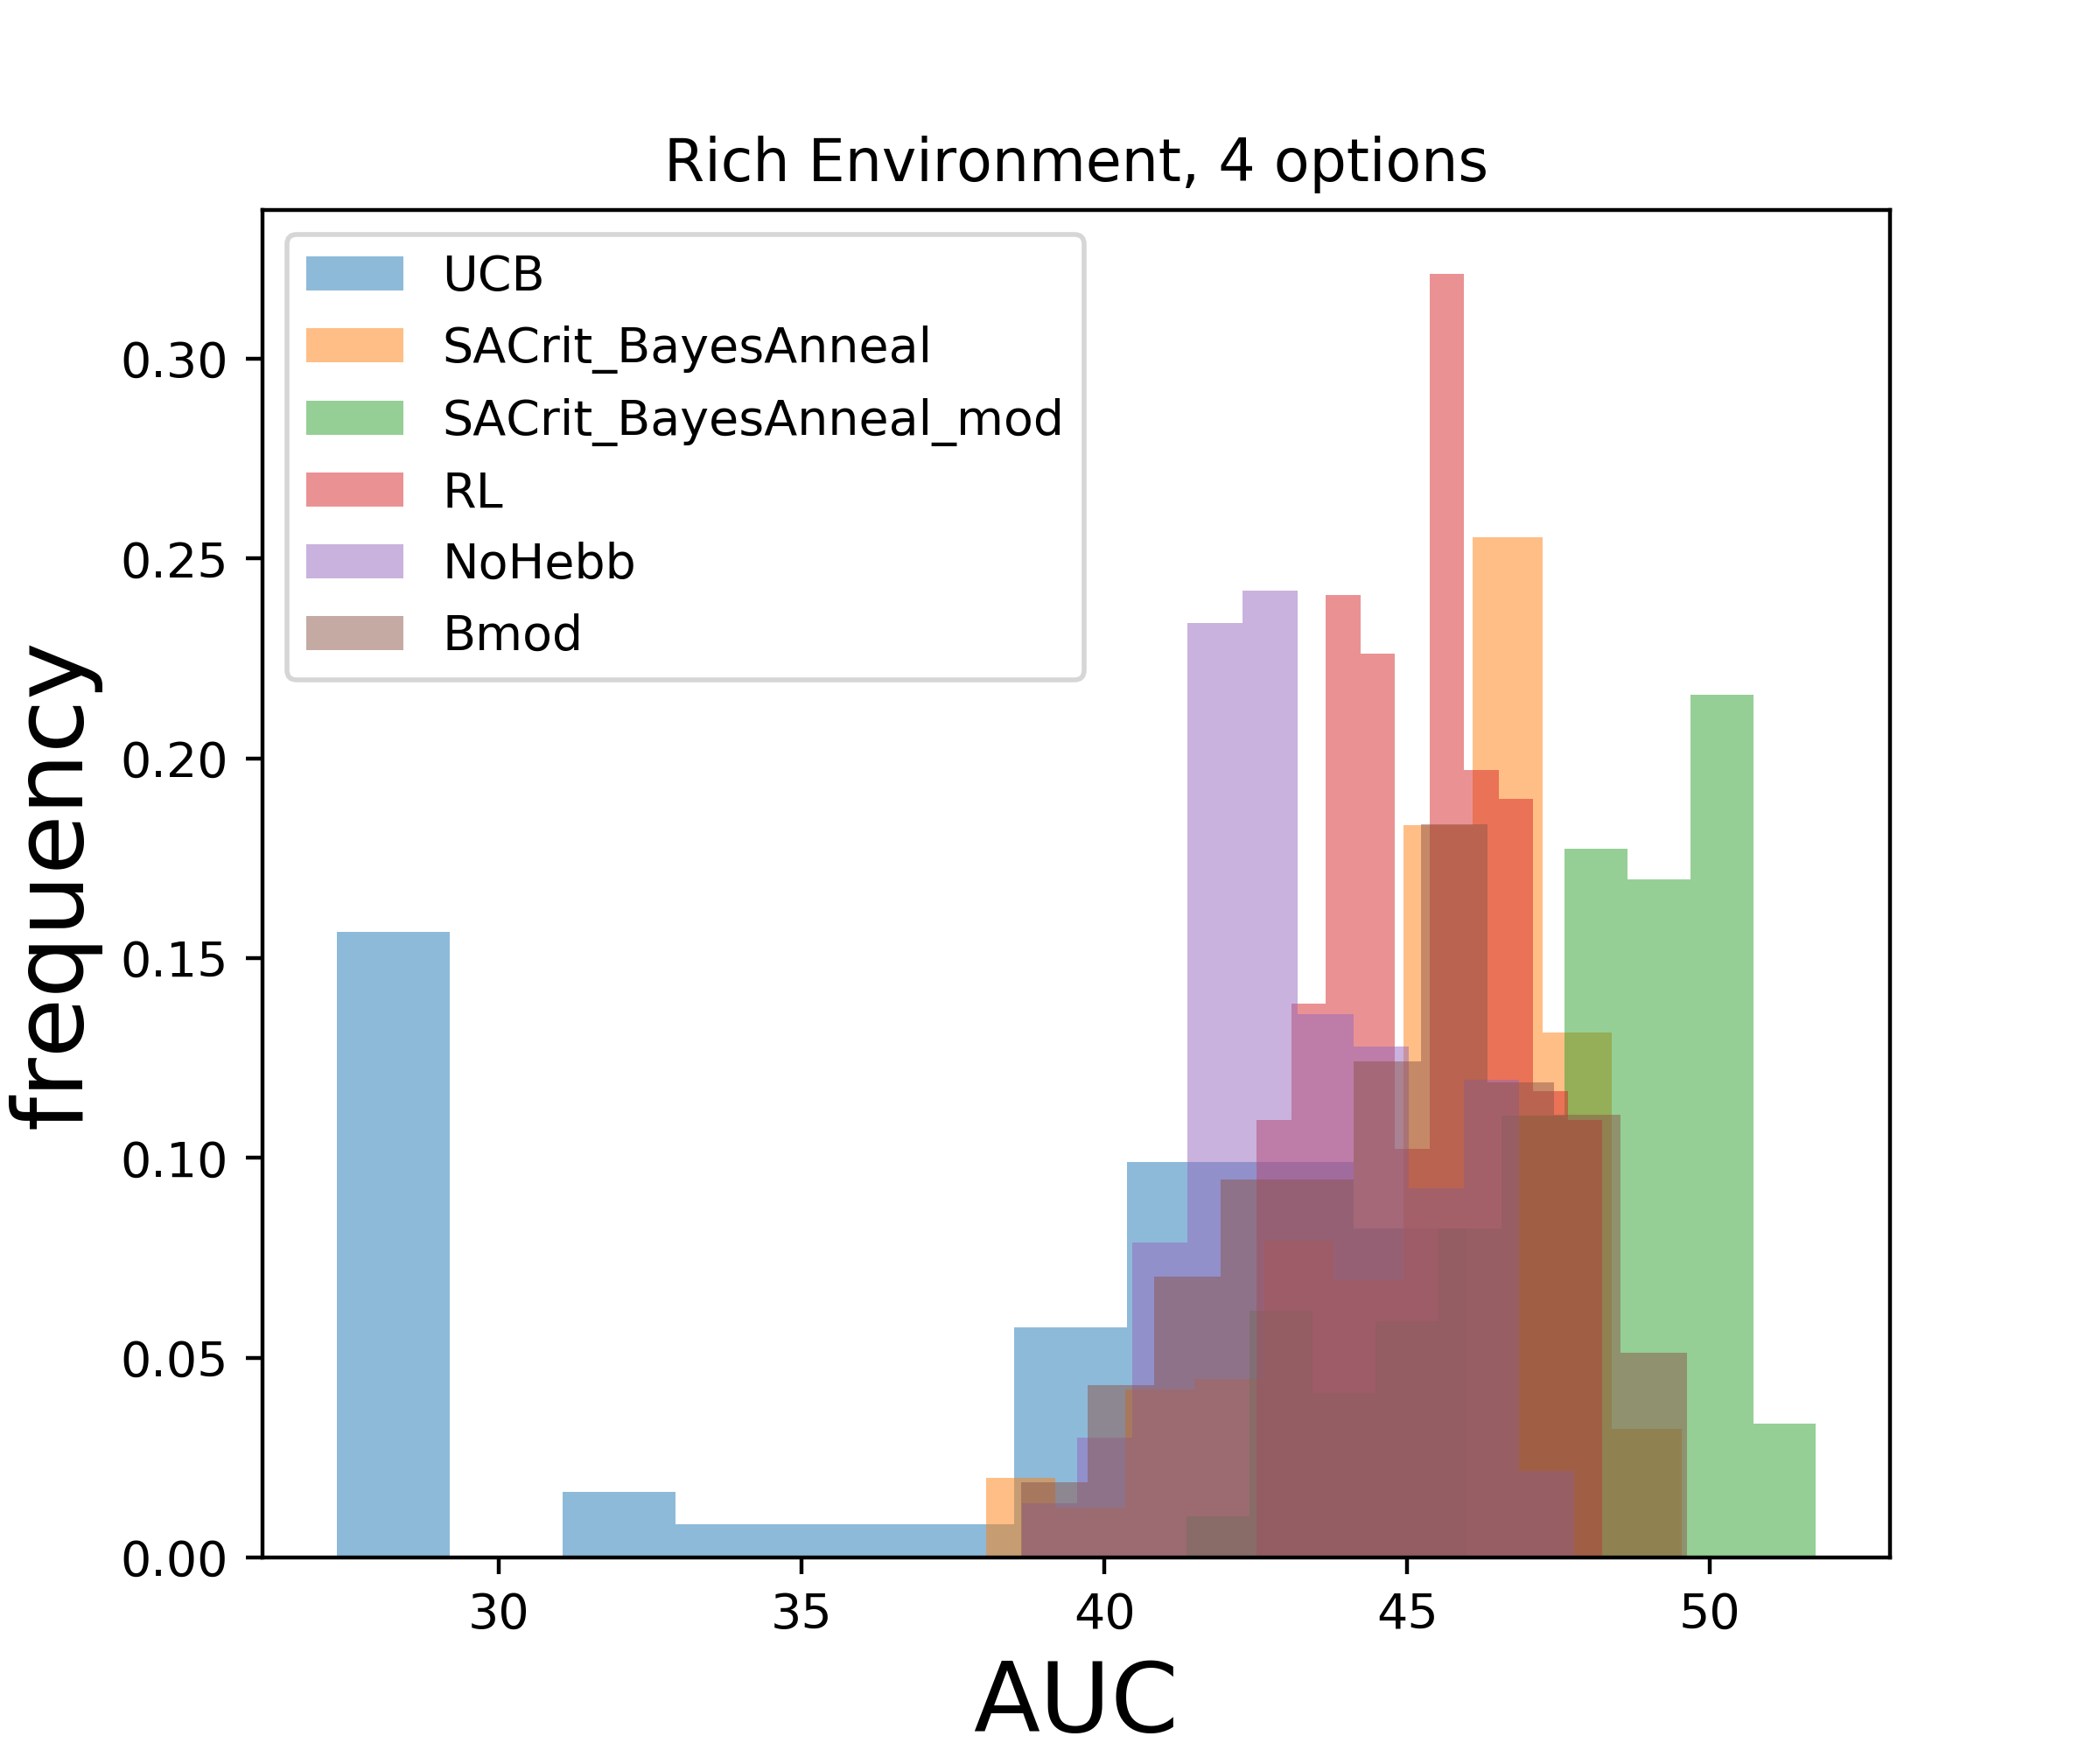 Rich Environment, 4 options
UCB
SACrit_BayesAnneal
SACrit_BayesAnneal_mod
RL
NoHebb
Bmod
frequency
0.30
0.25
0.20
0.15
0.10
0.05
0.00
30 35 40 45 50
AUC